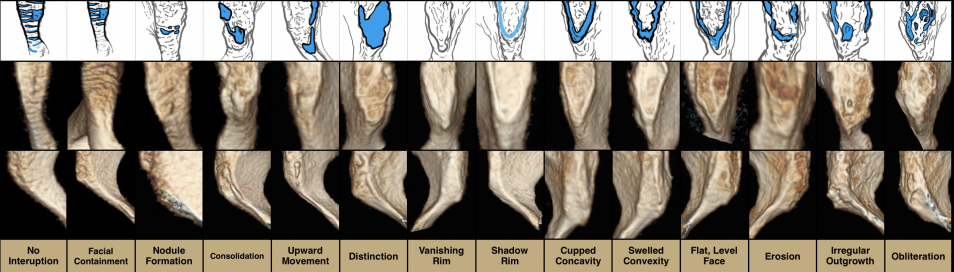 No
Interuption
Facial
Containment
Nodule
Formation
Consolidation
Upward
Movement
Distinction
Vanishing
Rim
Shadow
Rim
Cupped
Concavity
Swelled
Convexity
Flat, Level
Face
Erosion
Irregular
Outgrowth
Obliteration